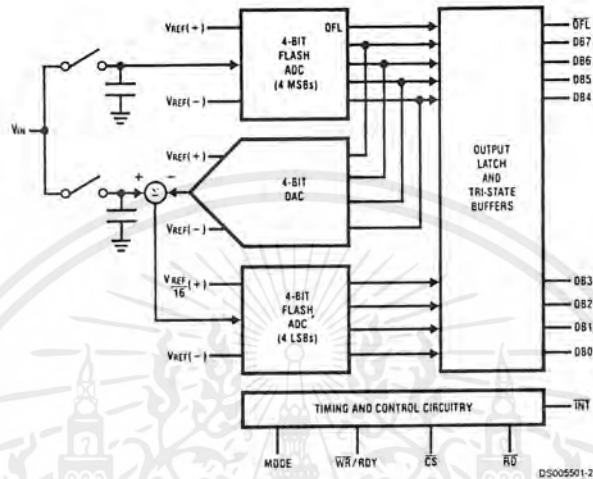 VREF(+)
4-BIT
FLASH
ADC
(4 MSBs)
OFL
VREF(-)
VIN
VREF(+)
4-BIT
DAC
VREF(-)
+
−
Σ
VREF/16 (+)
4-BIT
FLASH
ADC
(4 LSBs)
VREF(-)
OUTPUT
LATCH
AND
TRI-STATE
BUFFERS
OFL
DB7
DB6
DB5
DB4
DB3
DB2
DB1
DB0
TIMING AND CONTROL CIRCUITRY
INT
MODE
WR/RDY
CS
RD
DS005501-2